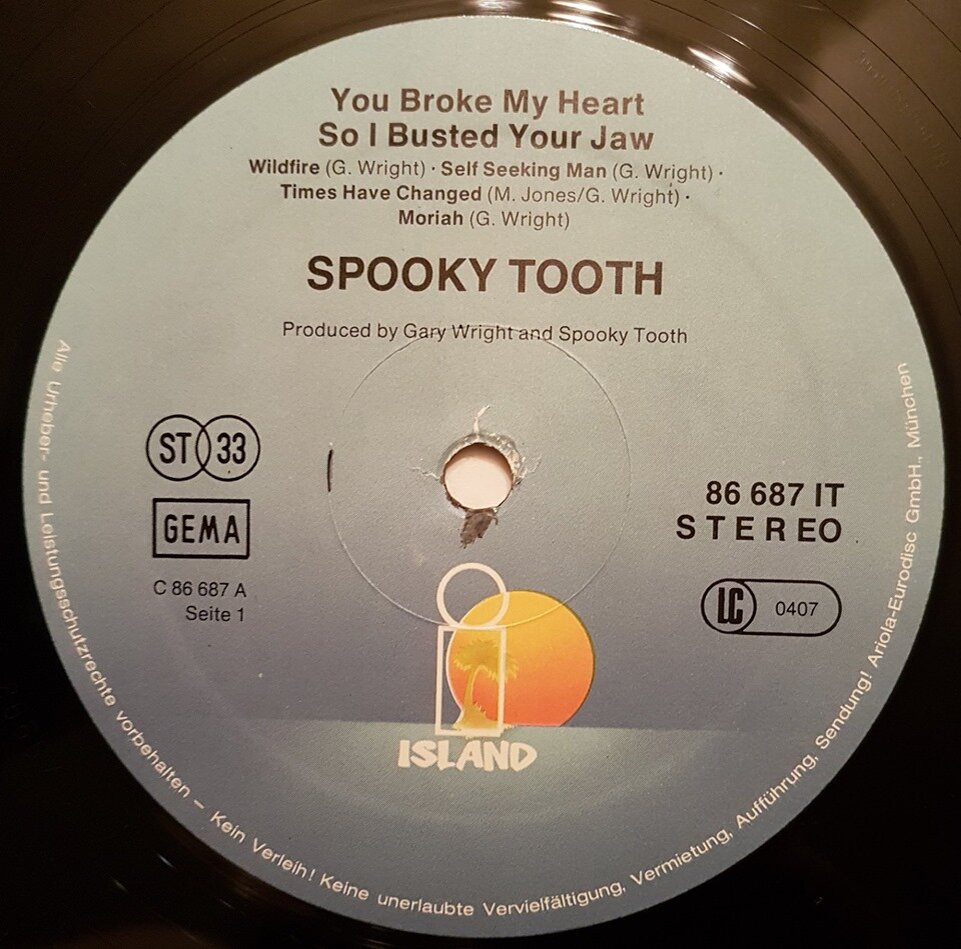 You Broke My Heart
So I Busted Your Jaw
Wildfire (G. Wright) · Self Seeking Man (G. Wright) ·
Times Have Changed (M. Jones/G. Wright) ·
Moriah (G. Wright)
SPOOKY TOOTH
Produced by Gary Wright and Spooky Tooth
ST 33
GEMA
C 86 687 A
Seite 1
86 687 IT
STEREO
LC 0407
ISLAND
Alle Urheber- und Leistungsschutzrechte vorbehalten – Kein Verleih! Keine unerlaubte Vervielfältigung, Vermietung, Aufführung, Sendung! Ariola-Eurodisc GmbH., München